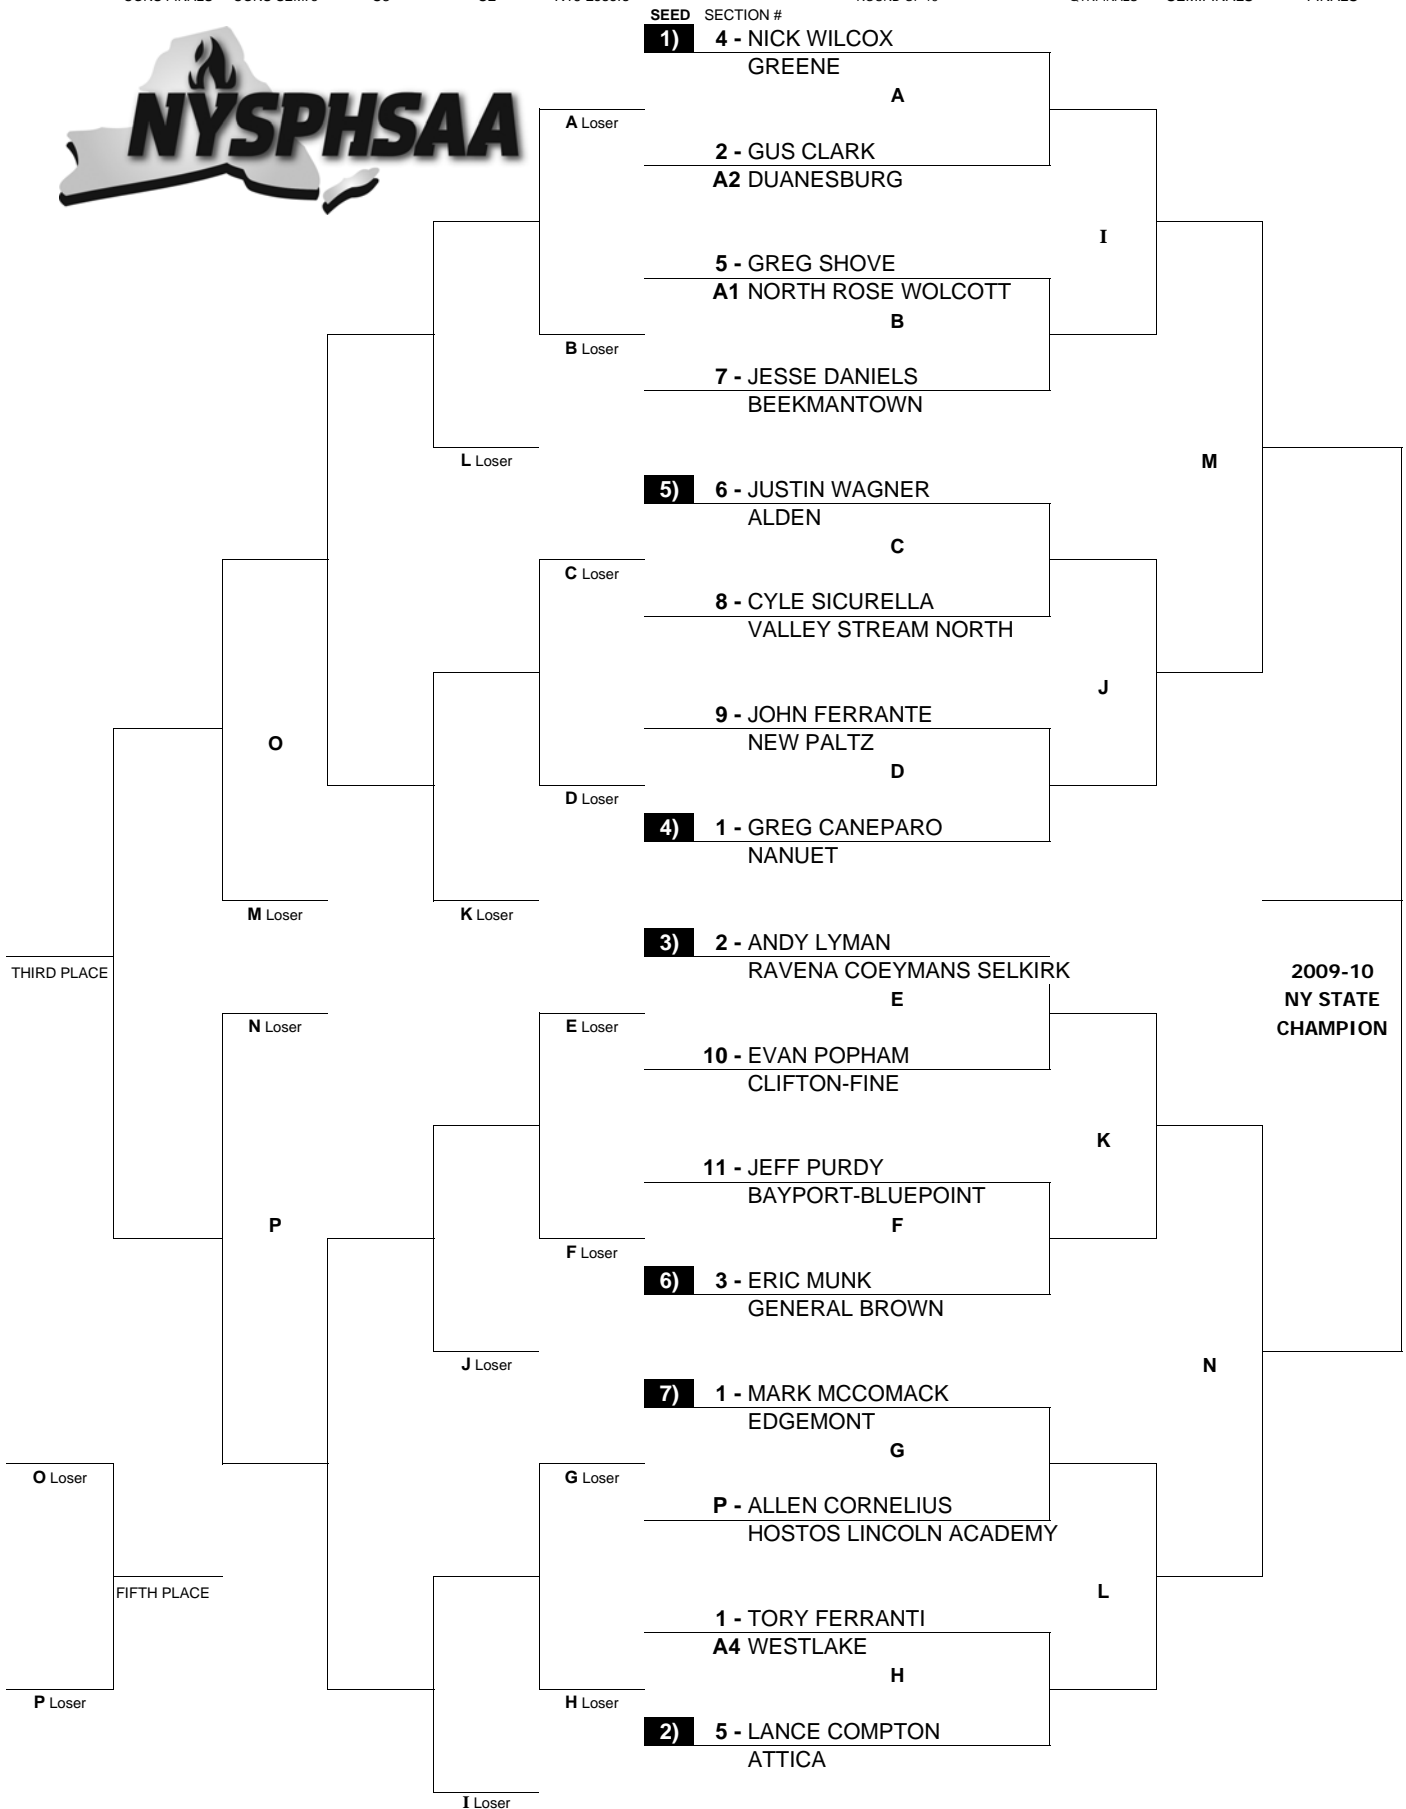 SEED SECTION #
1) 4 - NICK WILCOX
GREENE
NYSPHSAA
A
A Loser
2 - GUS CLARK
A2 DUANESBURG
I
5 - GREG SHOVE
A1 NORTH ROSE WOLCOTT
B
B Loser
7 - JESSE DANIELS
BEEKMANTOWN
L Loser
M
5) 6 - JUSTIN WAGNER
ALDEN
C
C Loser
8 - CYLE SICURELLA
VALLEY STREAM NORTH
J
9 - JOHN FERRANTE
NEW PALTZ
O
D
D Loser
4) 1 - GREG CANEPARO
NANUET
M Loser
K Loser
3) 2 - ANDY LYMAN
RAVENA COEYMANS SELKIRK
THIRD PLACE
2009-10
NY STATE
CHAMPION
E
N Loser
E Loser
10 - EVAN POPHAM
CLIFTON-FINE
K
11 - JEFF PURDY
BAYPORT-BLUEPOINT
P
F
F Loser
6) 3 - ERIC MUNK
GENERAL BROWN
J Loser
N
7) 1 - MARK MCCOMACK
EDGEMONT
G
O Loser
G Loser
P - ALLEN CORNELIUS
HOSTOS LINCOLN ACADEMY
FIFTH PLACE
L
1 - TORY FERRANTI
A4 WESTLAKE
H
P Loser
H Loser
2) 5 - LANCE COMPTON
ATTICA
I Loser